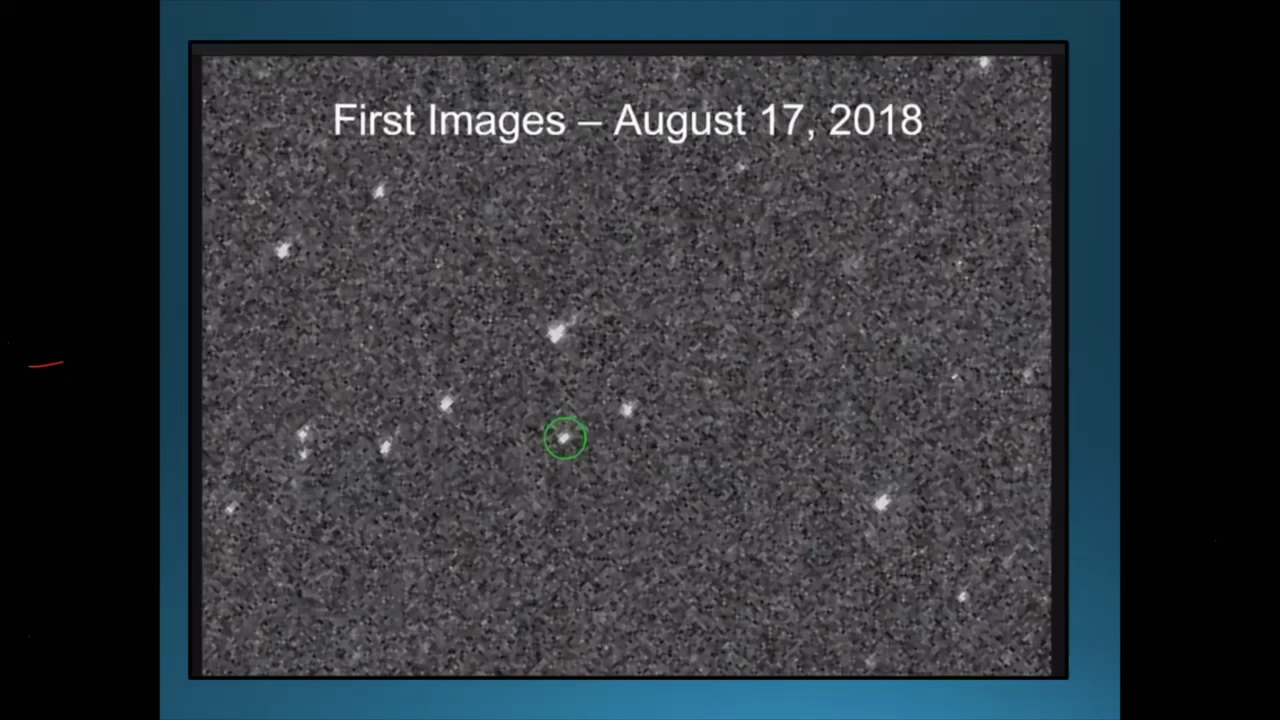 First Images – August 17, 2018